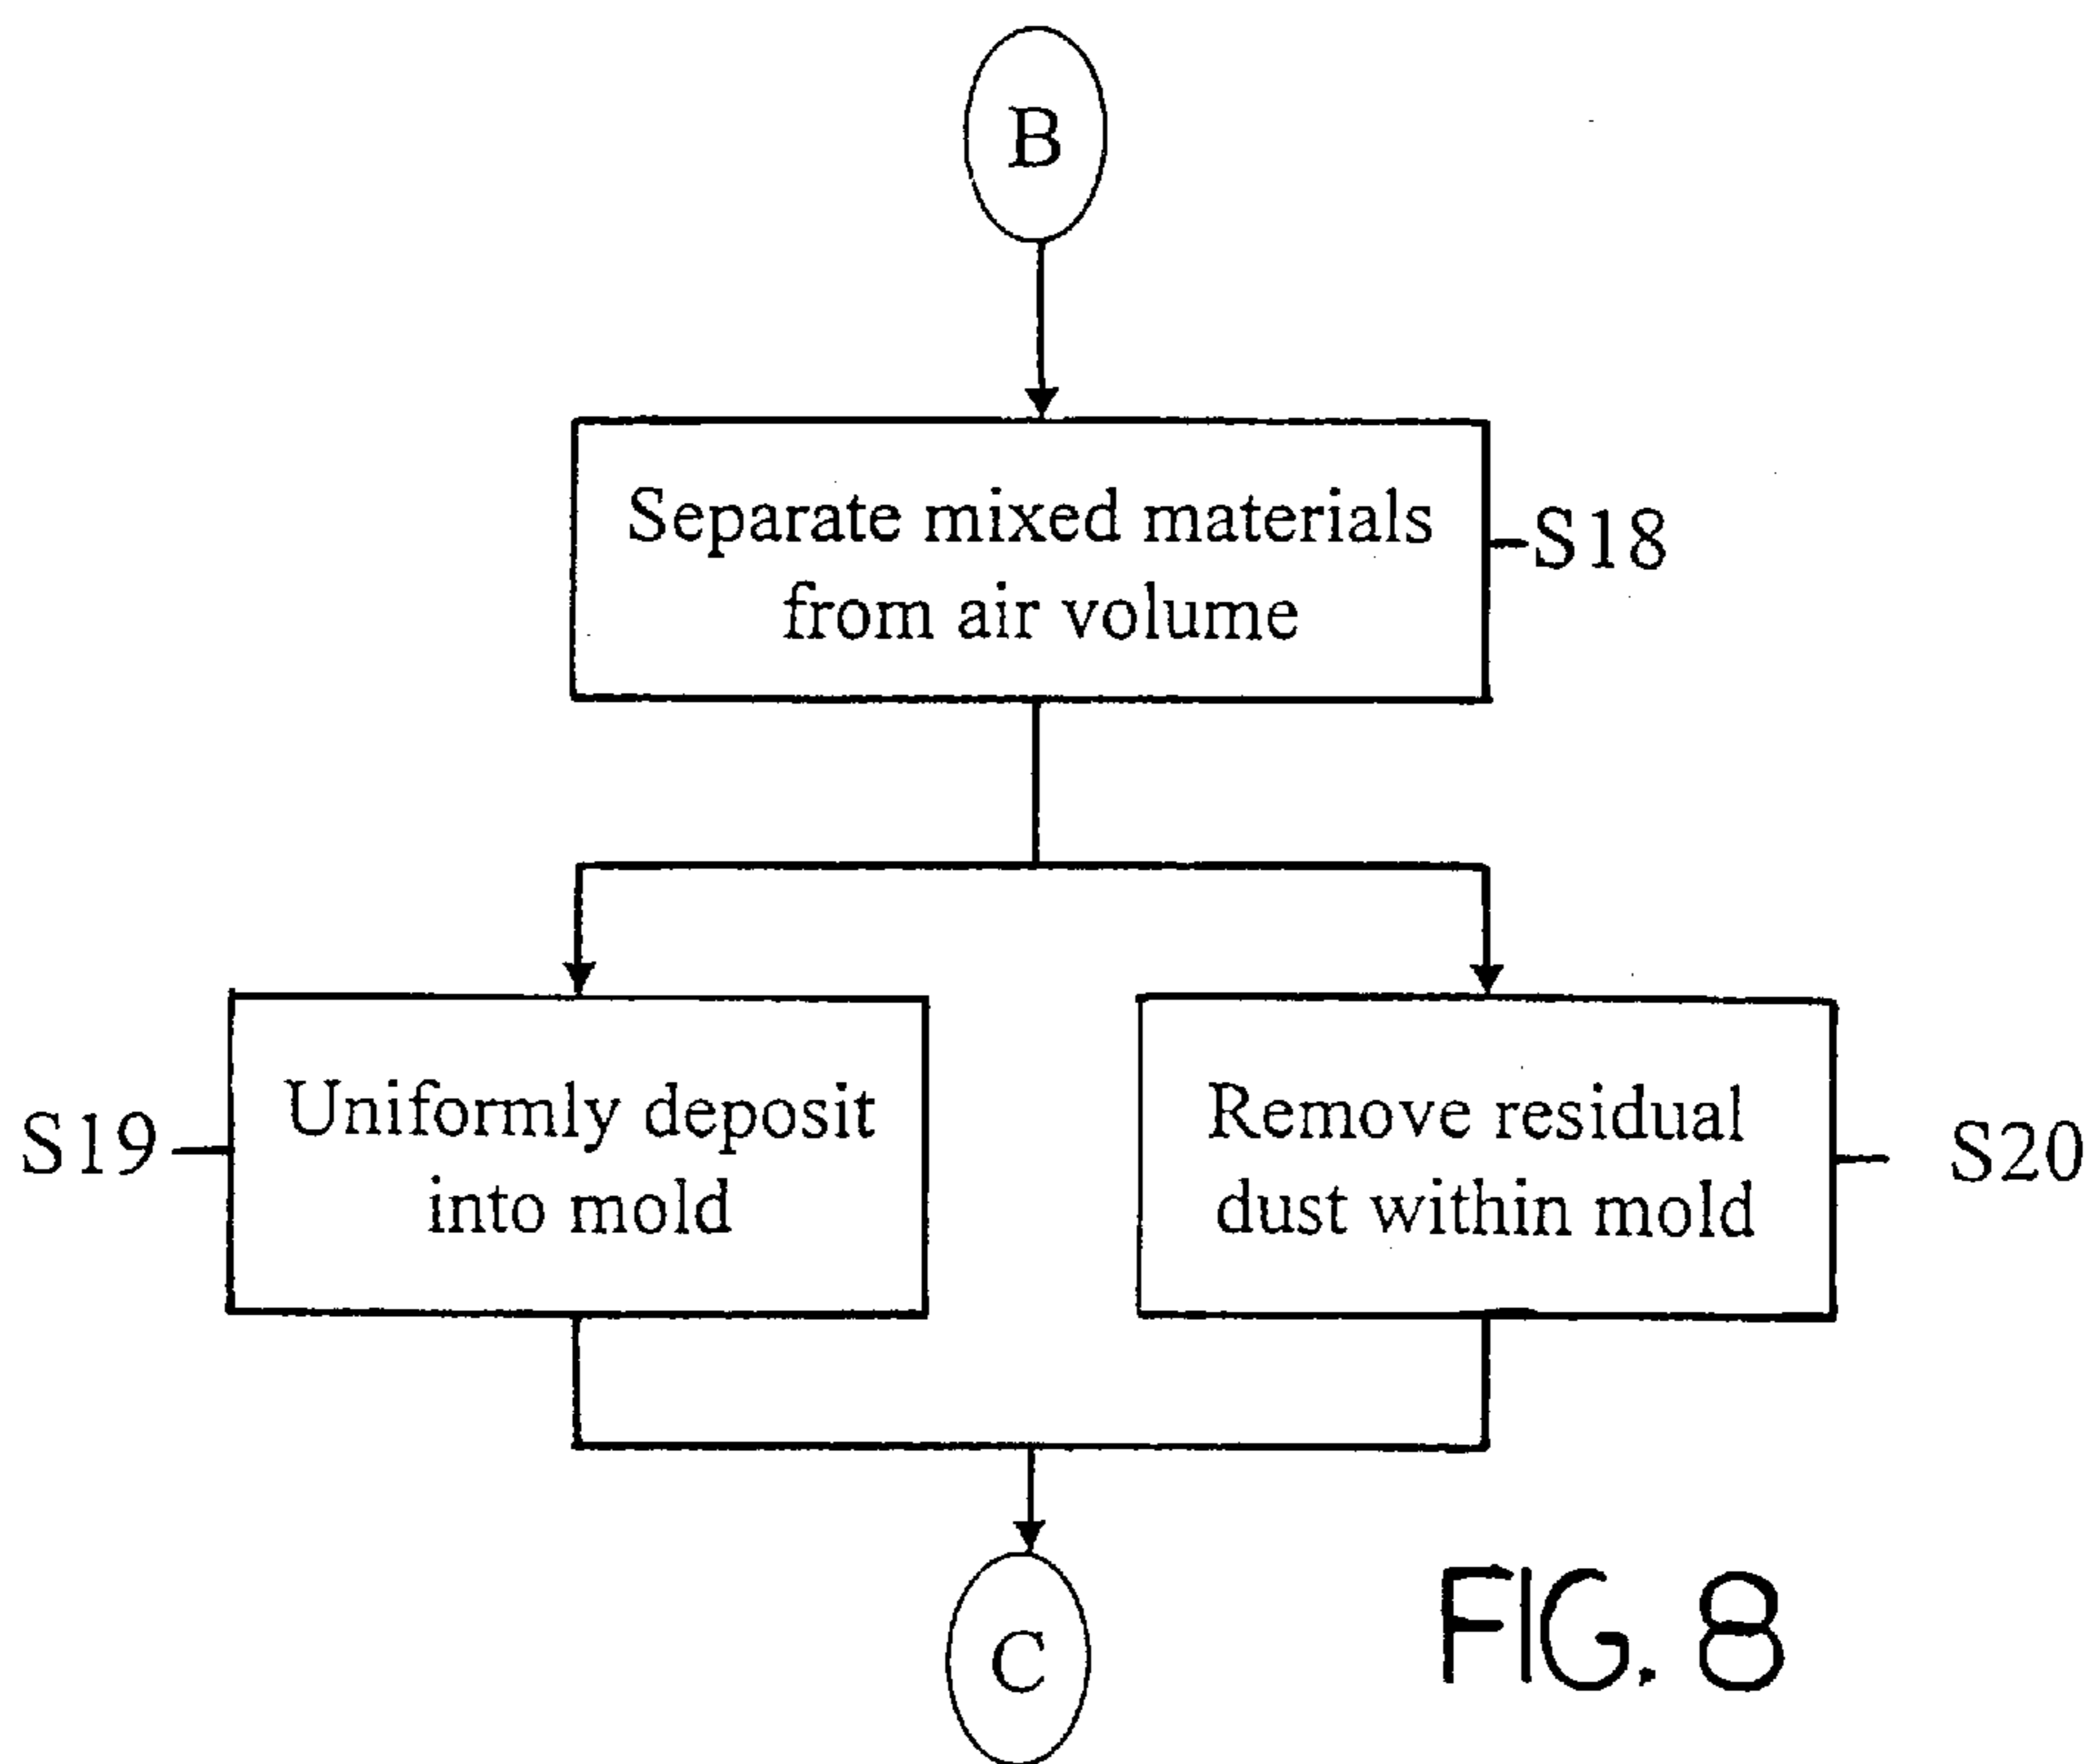 B
Separate mixed materials
from air volume
S18
Uniformly deposit
into mold
S19
Remove residual
dust within mold
S20
C
FIG. 8